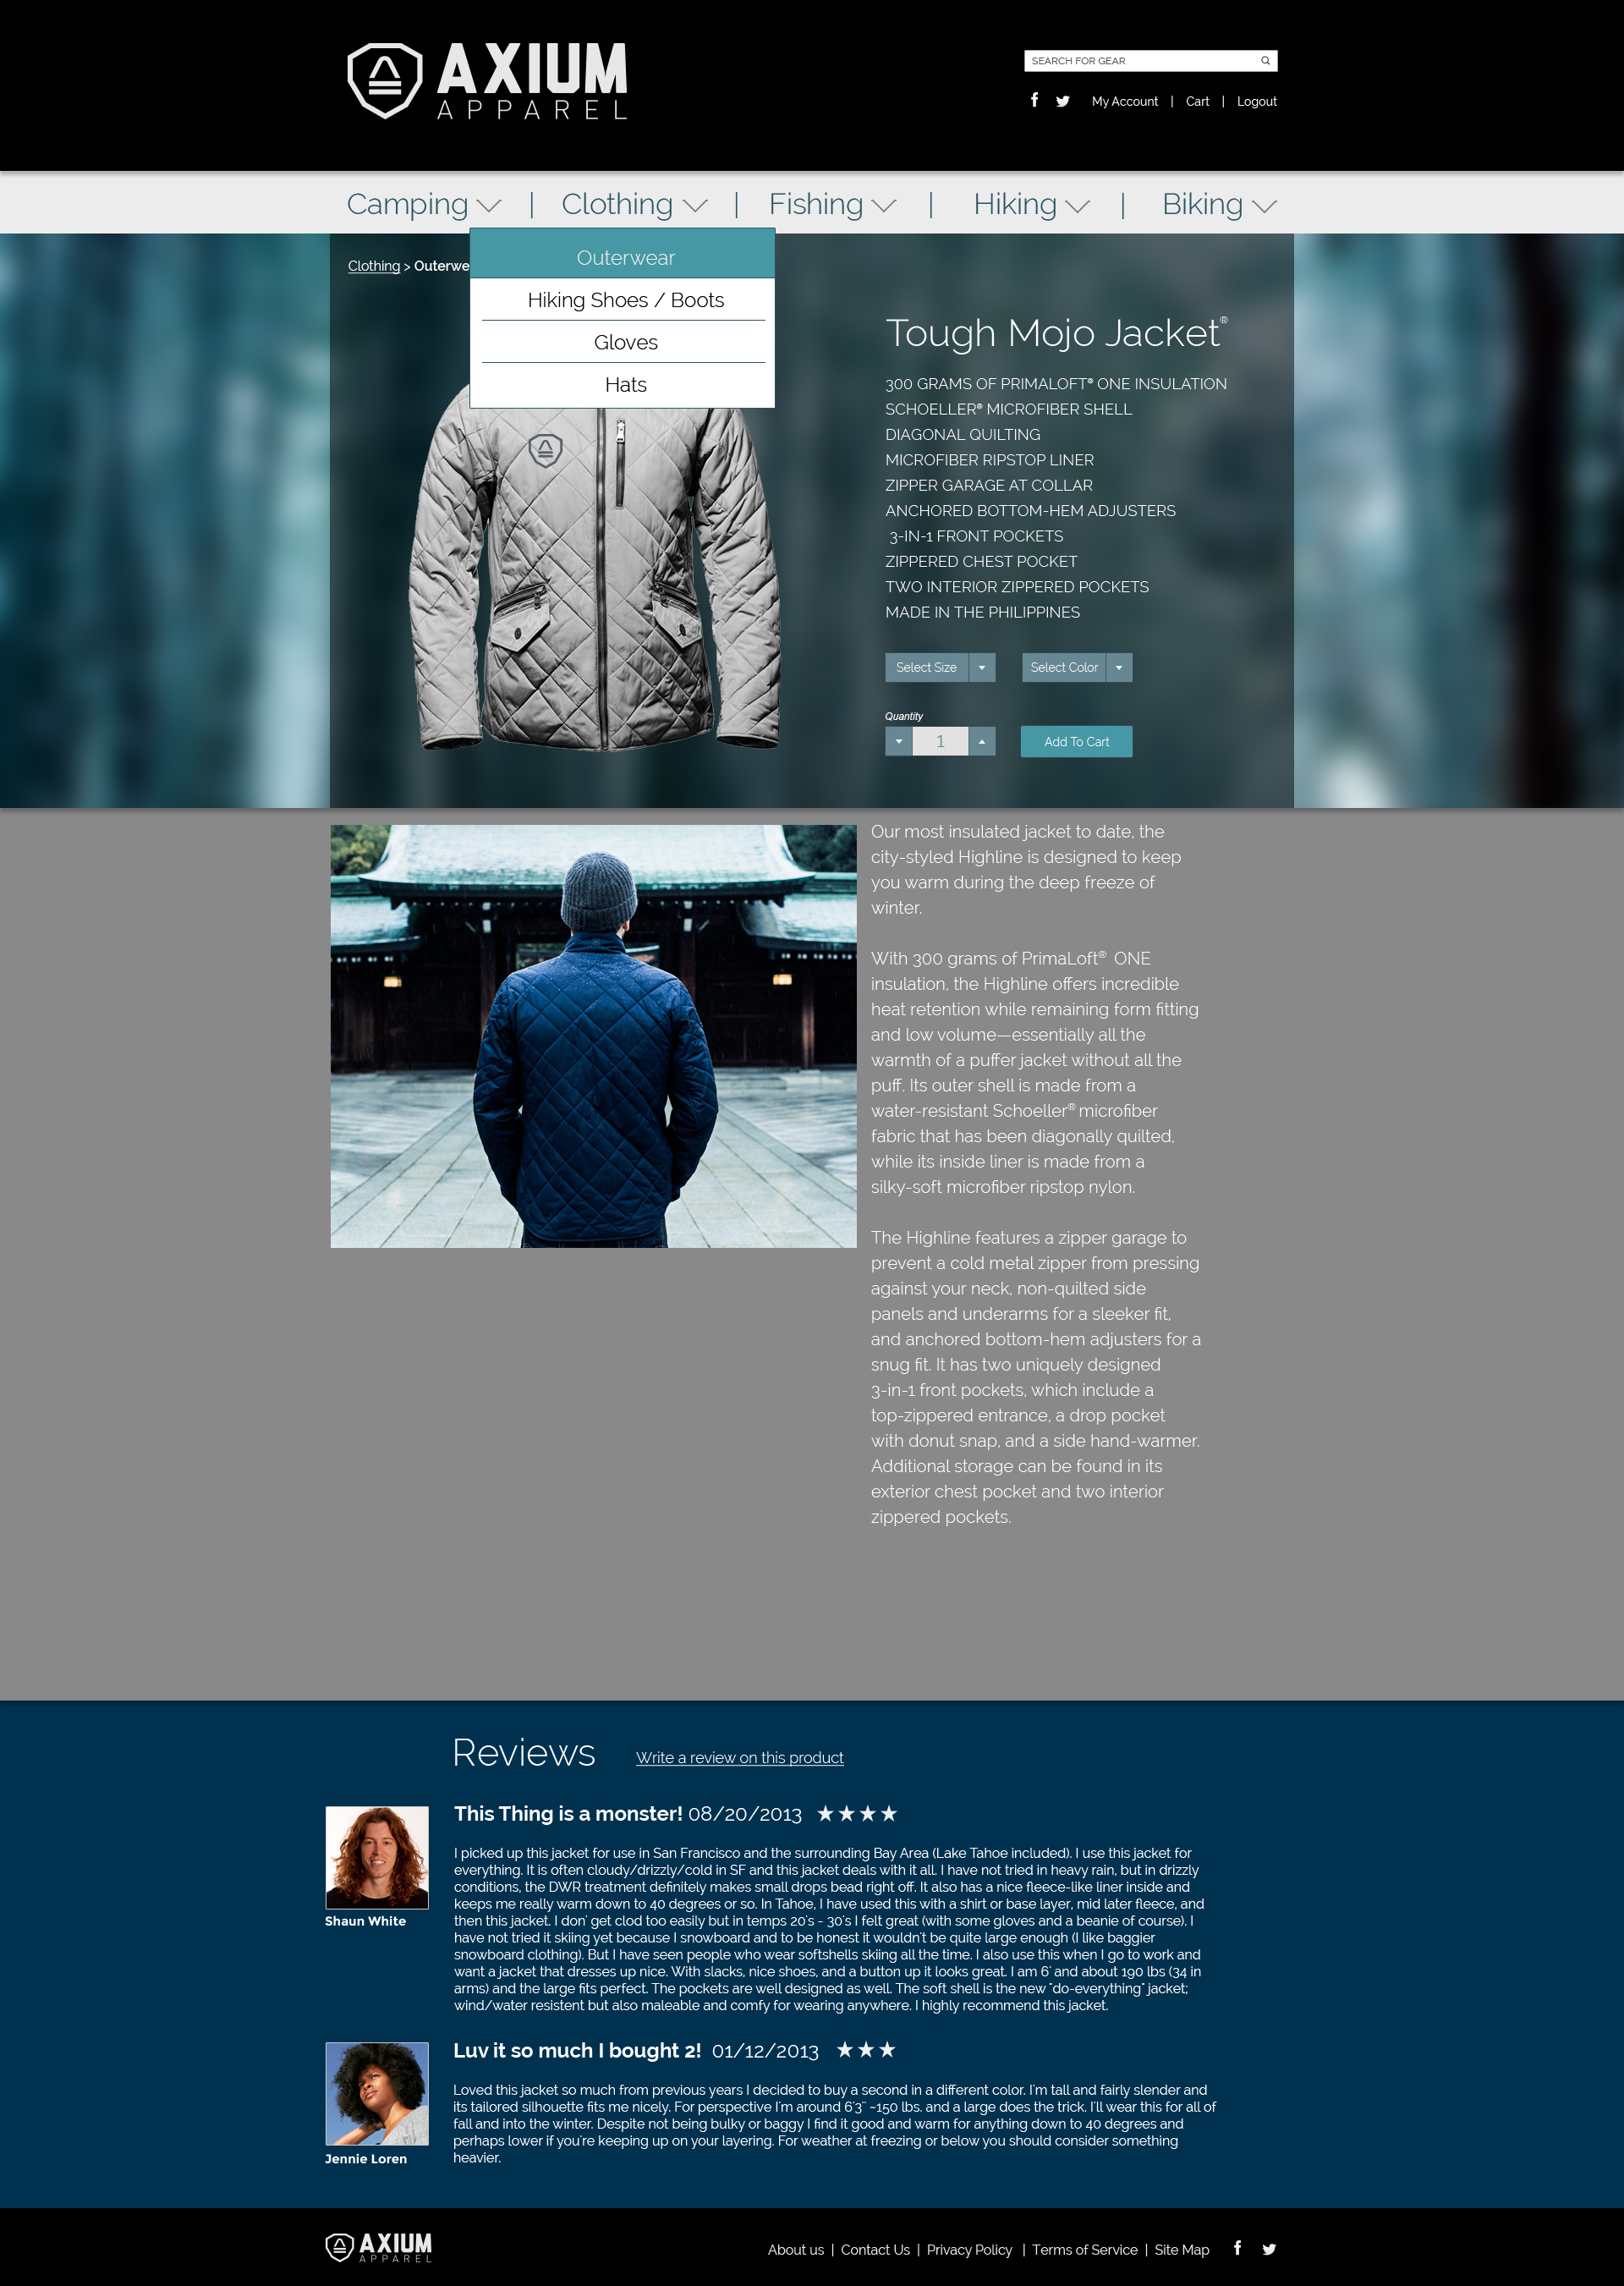 AXIUM
APPAREL
SEARCH FOR GEAR
My Account | Cart | Logout
Camping | Clothing | Fishing | Hiking | Biking
Clothing > Outerwe
Outerwear
Hiking Shoes / Boots
Gloves
Hats
Tough Mojo Jacket®
300 GRAMS OF PRIMALOFT® ONE INSULATION
SCHOELLER® MICROFIBER SHELL
DIAGONAL QUILTING
MICROFIBER RIPSTOP LINER
ZIPPER GARAGE AT COLLAR
ANCHORED BOTTOM-HEM ADJUSTERS
3-IN-1 FRONT POCKETS
ZIPPERED CHEST POCKET
TWO INTERIOR ZIPPERED POCKETS
MADE IN THE PHILIPPINES
Select Size
Select Color
Quantity
1
Add To Cart
Our most insulated jacket to date, the
city-styled Highline is designed to keep
you warm during the deep freeze of
winter.
With 300 grams of PrimaLoft® ONE
insulation, the Highline offers incredible
heat retention while remaining form fitting
and low volume—essentially all the
warmth of a puffer jacket without all the
puff. Its outer shell is made from a
water-resistant Schoeller® microfiber
fabric that has been diagonally quilted,
while its inside liner is made from a
silky-soft microfiber ripstop nylon.
The Highline features a zipper garage to
prevent a cold metal zipper from pressing
against your neck, non-quilted side
panels and underarms for a sleeker fit,
and anchored bottom-hem adjusters for a
snug fit. It has two uniquely designed
3-in-1 front pockets, which include a
top-zippered entrance, a drop pocket
with donut snap, and a side hand-warmer.
Additional storage can be found in its
exterior chest pocket and two interior
zippered pockets.
Reviews
Write a review on this product
This Thing is a monster! 08/20/2013 ★★★★
I picked up this jacket for use in San Francisco and the surrounding Bay Area (Lake Tahoe included). I use this jacket for
everything. It is often cloudy/drizzly/cold in SF and this jacket deals with it all. I have not tried in heavy rain, but in drizzly
conditions, the DWR treatment definitely makes small drops bead right off. It also has a nice fleece-like liner inside and
keeps me really warm down to 40 degrees or so. In Tahoe, I have used this with a shirt or base layer, mid later fleece, and
then this jacket. I don' get clod too easily but in temps 20's - 30's I felt great (with some gloves and a beanie of course). I
have not tried it skiing yet because I snowboard and to be honest it wouldn't be quite large enough (I like baggier
snowboard clothing). But I have seen people who wear softshells skiing all the time. I also use this when I go to work and
want a jacket that dresses up nice. With slacks, nice shoes, and a button up it looks great. I am 6' and about 190 lbs (34 in
arms) and the large fits perfect. The pockets are well designed as well. The soft shell is the new "do-everything" jacket;
wind/water resistent but also maleable and comfy for wearing anywhere. I highly recommend this jacket.
Shaun White
Luv it so much I bought 2! 01/12/2013 ★★★
Loved this jacket so much from previous years I decided to buy a second in a different color. I'm tall and fairly slender and
its tailored silhouette fits me nicely. For perspective I'm around 6'3'' ~150 lbs. and a large does the trick. I'll wear this for all of
fall and into the winter. Despite not being bulky or baggy I find it good and warm for anything down to 40 degrees and
perhaps lower if you're keeping up on your layering. For weather at freezing or below you should consider something
heavier.
Jennie Loren
AXIUM
APPAREL
About us | Contact Us | Privacy Policy | Terms of Service | Site Map